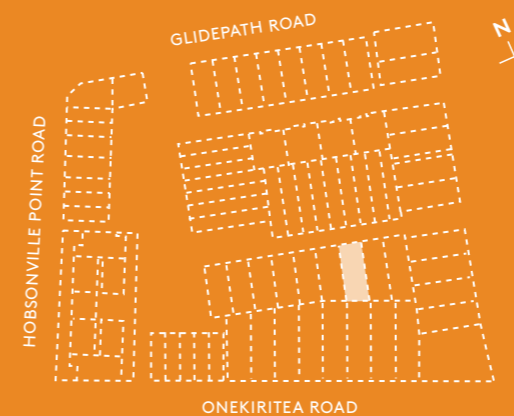 GLIDEPATH ROAD
N
HOBSONVILLE POINT ROAD
ONEKIRITEA ROAD